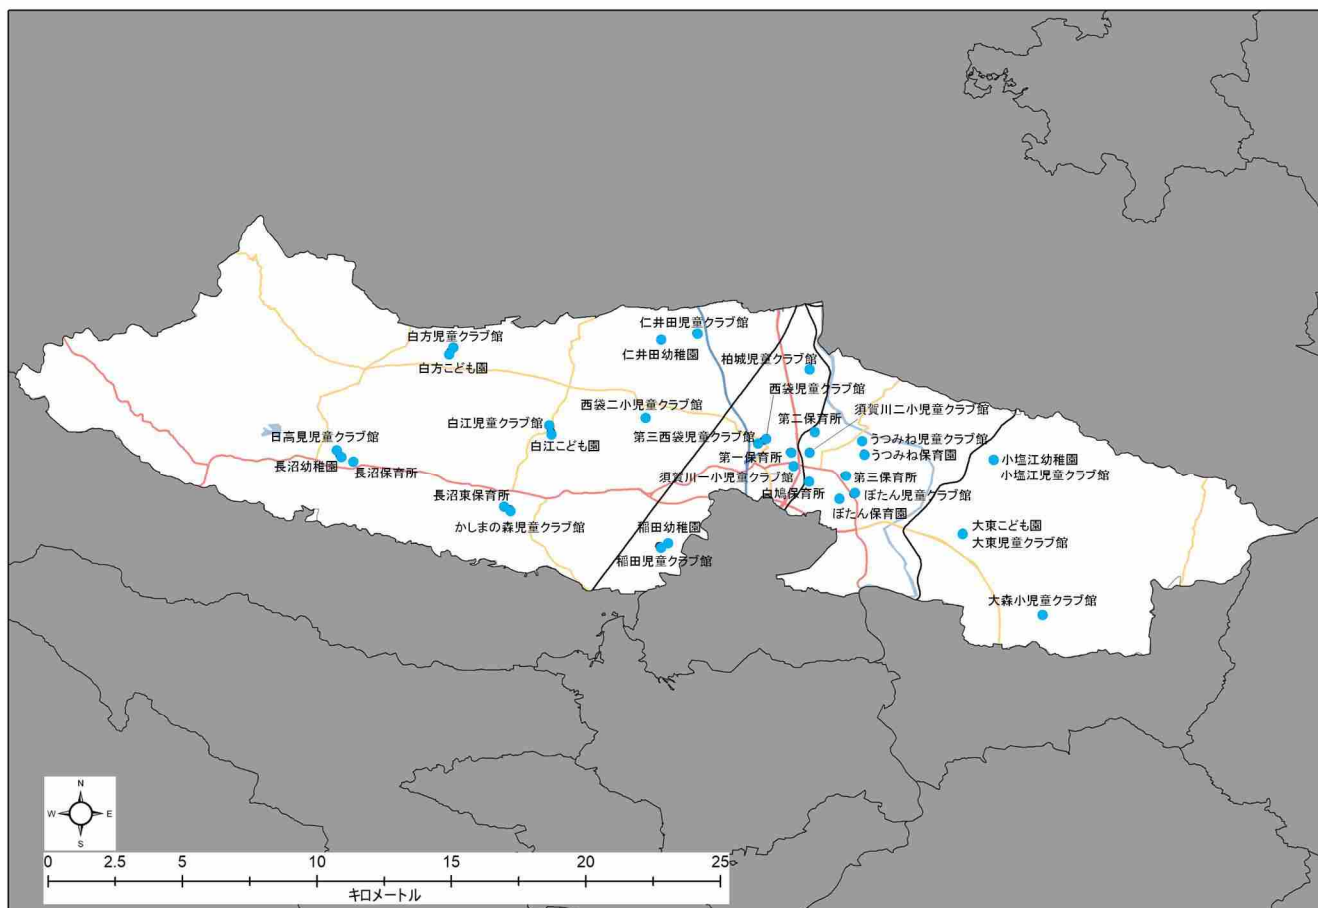 仁井田児童クラブ館
白方児童クラブ館
仁井田幼稚園
柏城児童クラブ館
白方こども園
西袋児童クラブ館
西袋二小児童クラブ館
須賀川二小児童クラブ館
第二保育所
白江児童クラブ館
日高見児童クラブ館
第三西袋児童クラブ館
うつみね児童クラブ館
白江こども園
第一保育所
うつみね保育園
小塩江幼稚園
長沼幼稚園
長沼保育所
須賀川一小児童クラブ館
第三保育所
小塩江児童クラブ館
長沼東保育所
白鳩保育所
ぼたん児童クラブ館
ぼたん保育園
かしまの森児童クラブ館
稲田幼稚園
大東こども園
大東児童クラブ館
稲田児童クラブ館
大森小児童クラブ館
N
W E
S
0 2.5 5 10 15 20 25
キロメートル